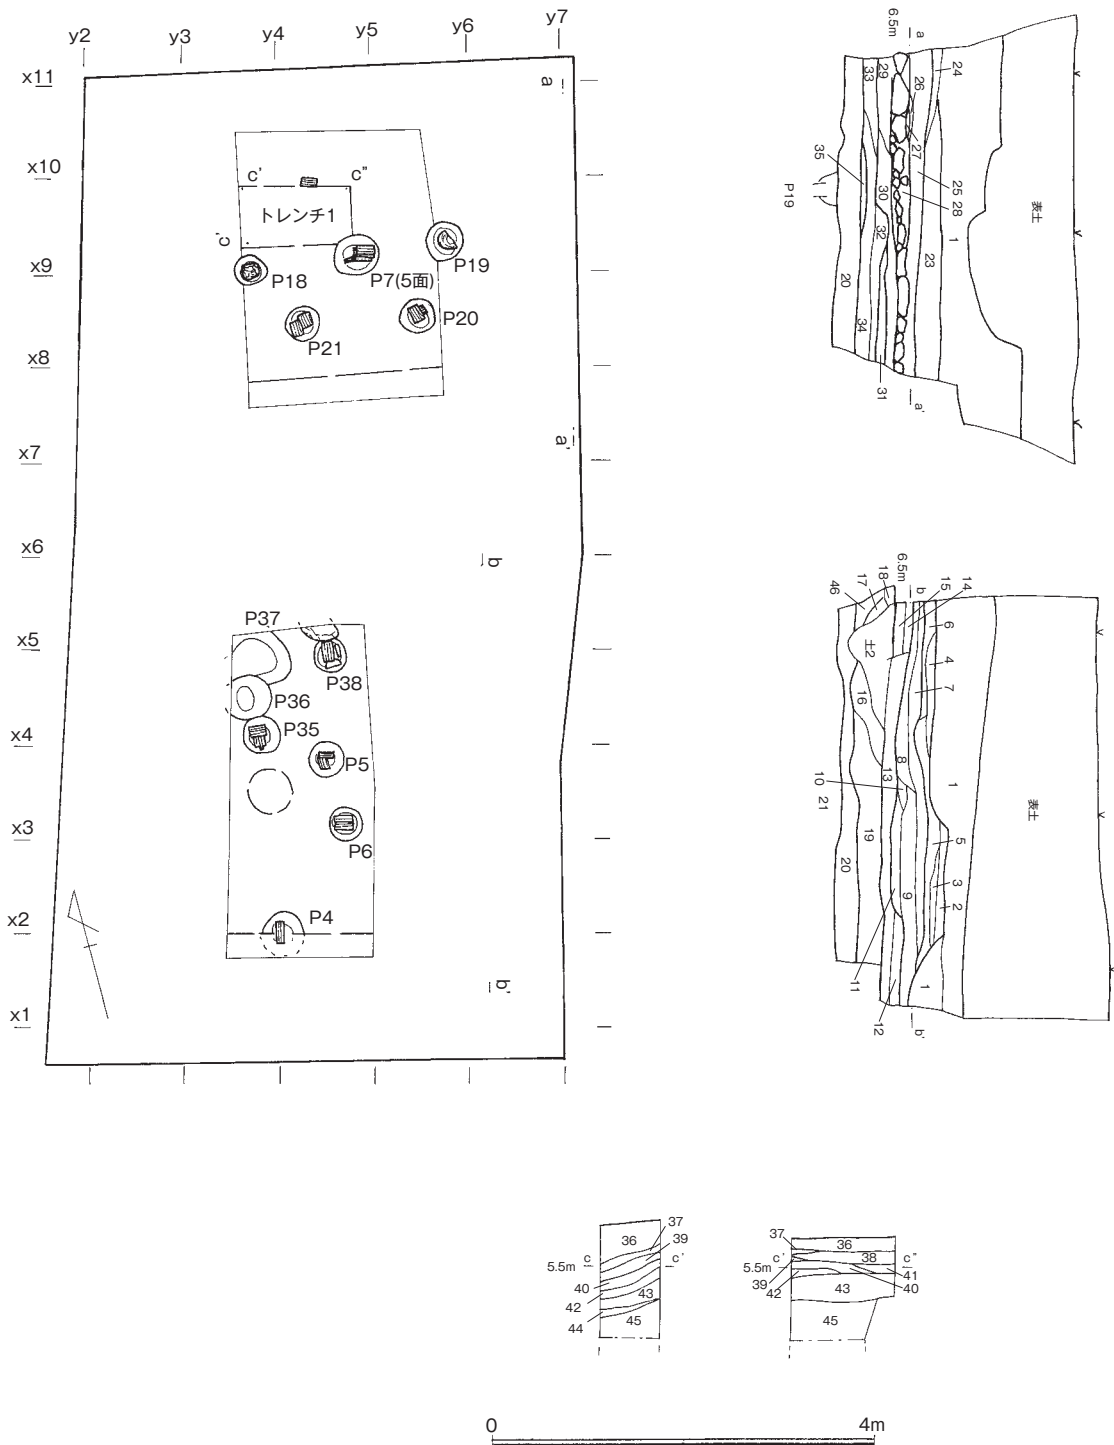 y2 y3 y4 y5 y6 y7
x11
x10
x9
x8
x7
x6
x5
x4
x3
x2
x1
a
a'
b
b'
c' c"
トレンチ1
c'
P19
P18
P7(5面)
P20
P21
P37
P38
P36
P35
P5
P6
P4
6.5m
a
24
33
29
26
27
35
25
28
30
P19
32
1
表土
23
20
34
31
a'
6.5m
b
46
17
18
15
14
6
土2
4
7
16
8
13
10
1
21
表土
19
5
20
9
3
2
11
1
12
b'
37
36
39
c c'
5.5m
40
42
43
44
45
37
36
c' 38 c"
5.5m
41
39
42
43
40
45
0 4m